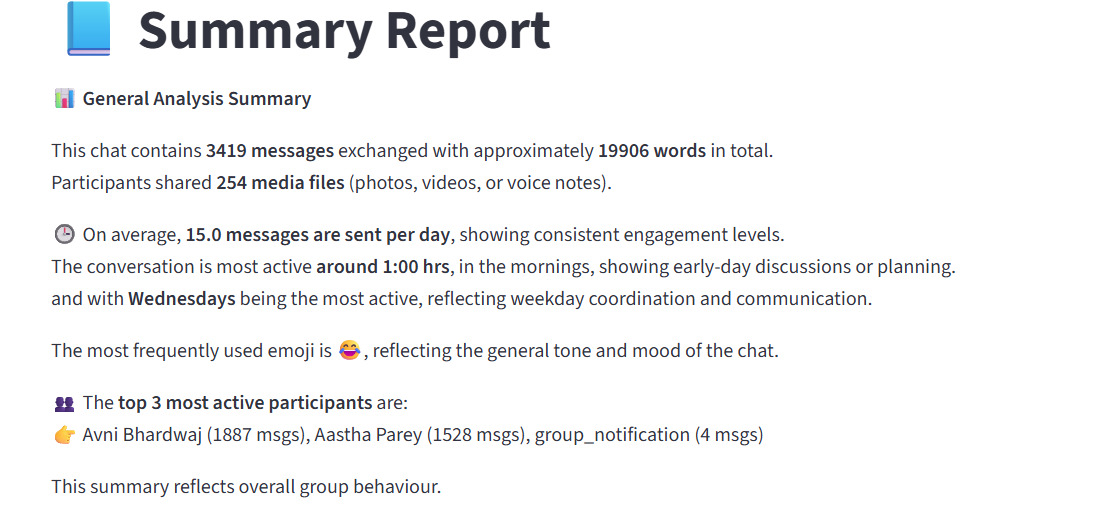 📘 Summary Report
📊 General Analysis Summary
This chat contains 3419 messages exchanged with approximately 19906 words in total.
Participants shared 254 media files (photos, videos, or voice notes).
🕒 On average, 15.0 messages are sent per day, showing consistent engagement levels.
The conversation is most active around 1:00 hrs, in the mornings, showing early-day discussions or planning.
and with Wednesdays being the most active, reflecting weekday coordination and communication.
The most frequently used emoji is 😂, reflecting the general tone and mood of the chat.
👥 The top 3 most active participants are:
👉 Avni Bhardwaj (1887 msgs), Aastha Parey (1528 msgs), group_notification (4 msgs)
This summary reflects overall group behaviour.